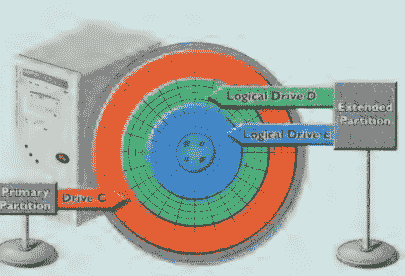 Logical Drive D
Extended
Partition
Logical Drive
Primary
Partition
Drive C